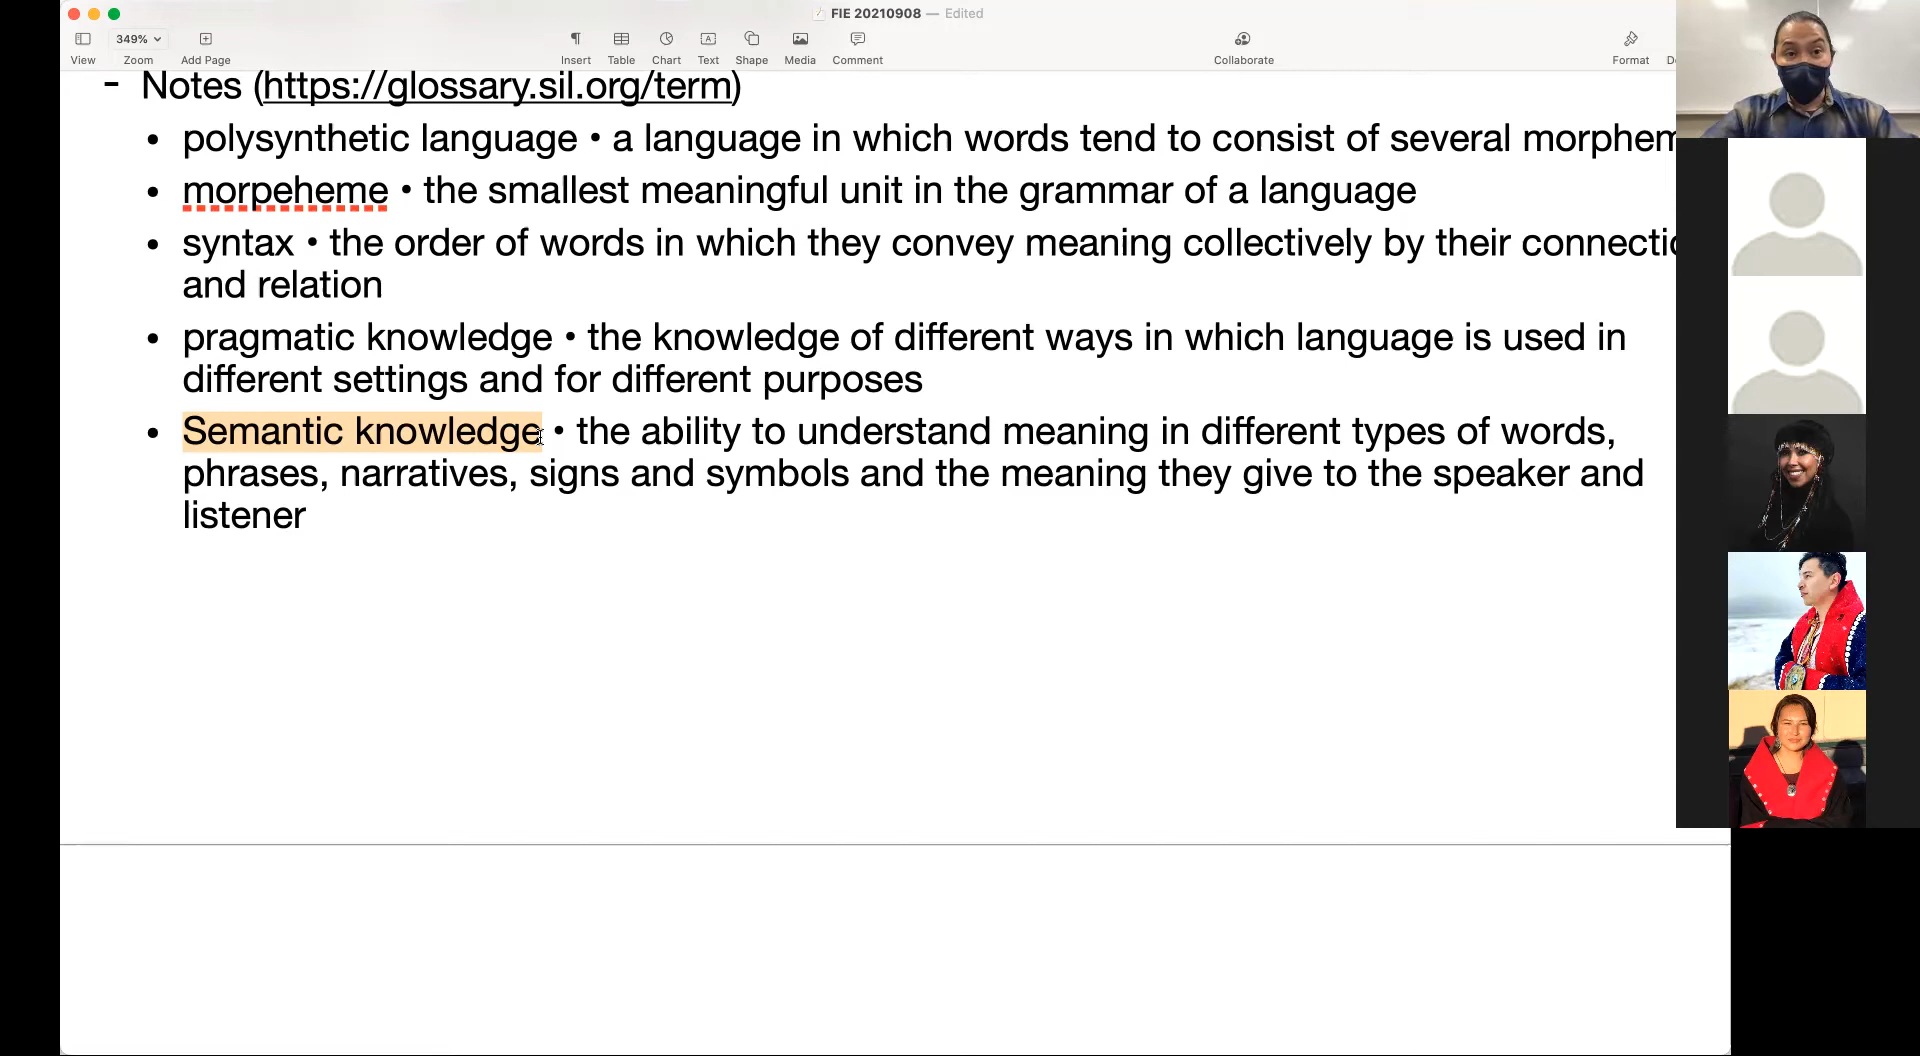 FIE 20210908 — Edited
349%
View Zoom Add Page Insert Table Chart Text Shape Media Comment Collaborate Format
- Notes (https://glossary.sil.org/term)
• polysynthetic language • a language in which words tend to consist of several morphem
• morpeheme • the smallest meaningful unit in the grammar of a language
• syntax • the order of words in which they convey meaning collectively by their connectio
and relation
• pragmatic knowledge • the knowledge of different ways in which language is used in
different settings and for different purposes
• Semantic knowledge • the ability to understand meaning in different types of words,
phrases, narratives, signs and symbols and the meaning they give to the speaker and
listener